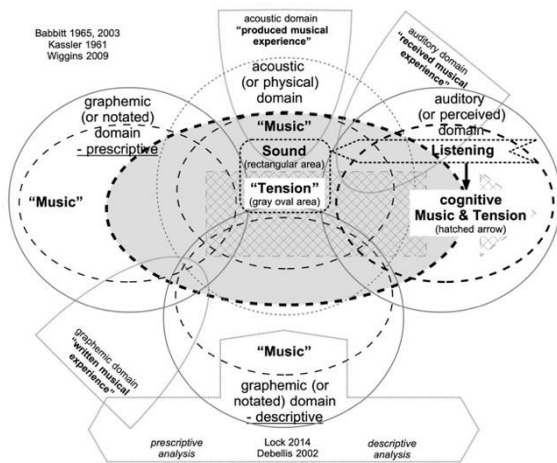 Babbitt 1965, 2003
Kassler 1961
Wiggins 2009
acoustic domain
"produced musical
experience"
auditory domain
"received musical
experience"
acoustic
(or physical)
domain
graphemic
(or notated)
domain
- prescriptive
auditory
(or perceived)
domain
"Music"
Sound
(rectangular area)
Listening
"Music"
"Tension"
(gray oval area)
cognitive
Music & Tension
(hatched arrow)
graphemic domain
"written musical
experience"
"Music"
graphemic (or
notated) domain
- descriptive
prescriptive
analysis
Lock 2014
Debellis 2002
descriptive
analysis